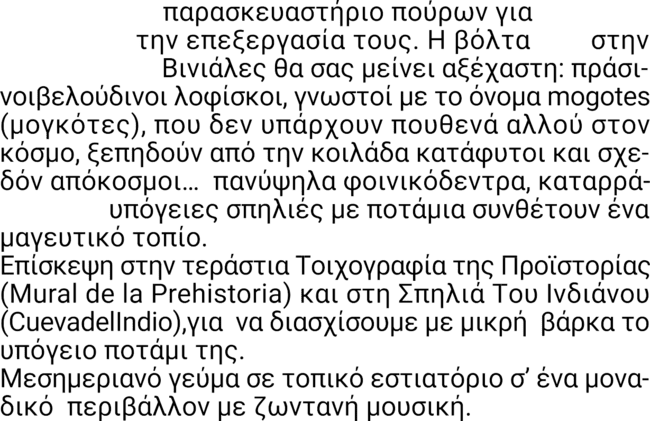 παρασκευαστήριο πούρων για
την επεξεργασία τους. Η βόλτα στην
Βινιάλες θα σας μείνει αξέχαστη: πράσι-
νοιβελούδινοι λοφίσκοι, γνωστοί με το όνομα mogotes
(μογκότες), που δεν υπάρχουν πουθενά αλλού στον
κόσμο, ξεπηδούν από την κοιλάδα κατάφυτοι και σχε-
δόν απόκοσμοι... πανύψηλα φοινικόδεντρα, καταρρά-
υπόγειες σπηλιές με ποτάμια συνθέτουν ένα
μαγευτικό τοπίο.
Επίσκεψη στην τεράστια Τοιχογραφία της Προϊστορίας
(Mural de la Prehistoria) και στη Σπηλιά Του Ινδιάνου
(CuevadelIndio),για να διασχίσουμε με μικρή βάρκα το
υπόγειο ποτάμι της.
Μεσημεριανό γεύμα σε τοπικό εστιατόριο σ’ ένα μονα-
δικό περιβάλλον με ζωντανή μουσική.